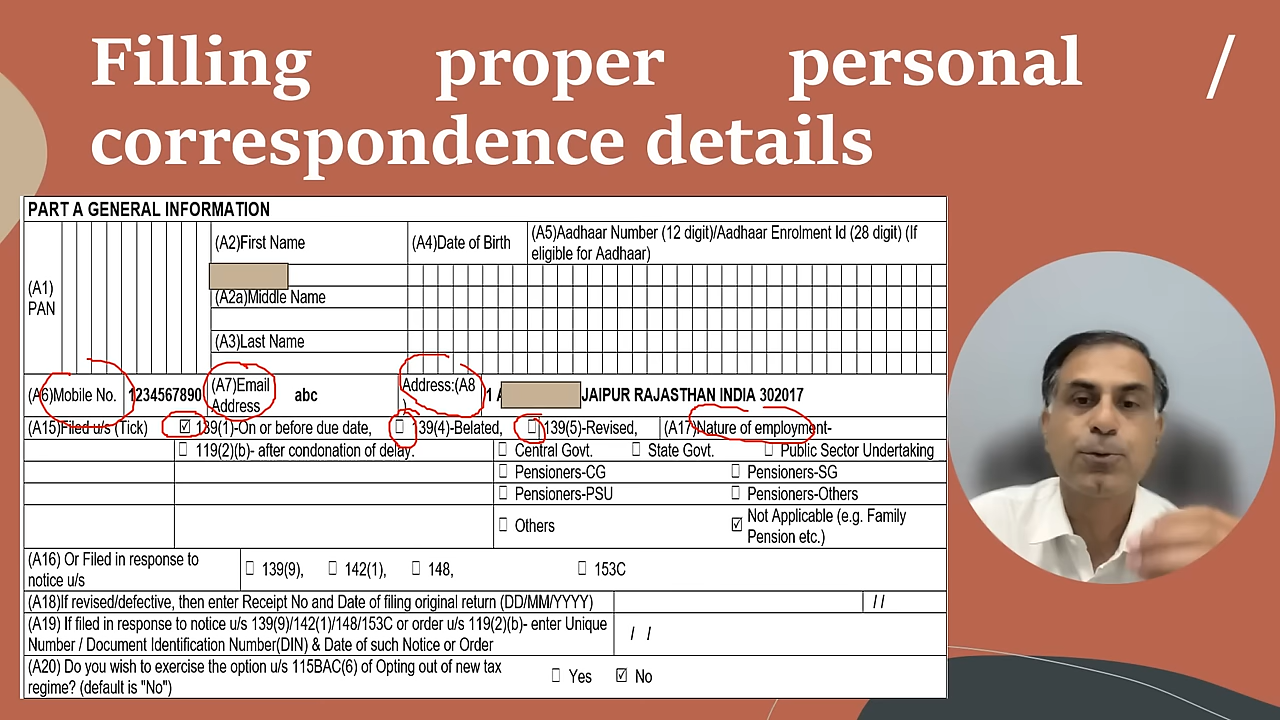 Filling proper personal /
correspondence details
PART A GENERAL INFORMATION
(A1)
PAN
(A2)First Name
(A4)Date of Birth
(A5)Aadhaar Number (12 digit)/Aadhaar Enrolment Id (28 digit) (If
eligible for Aadhaar)
(A2a)Middle Name
(A3)Last Name
(A6)Mobile No.
1234567890
(A7)Email
Address
abc
Address:(A8
)
1 A
JAIPUR RAJASTHAN INDIA 302017
(A15)Filed u/s (Tick)
☑ 139(1)-On or before due date,
139(4)-Belated,
139(5)-Revised,
(A17)Nature of employment-
119(2)(b)- after condonation of delay.
Central Govt.
State Govt.
Public Sector Undertaking
Pensioners-CG
Pensioners-SG
Pensioners-PSU
Pensioners-Others
Others
☑ Not Applicable (e.g. Family
Pension etc.)
(A16) Or Filed in response to
notice u/s
139(9),
142(1),
148,
153C
(A18)If revised/defective, then enter Receipt No and Date of filing original return (DD/MM/YYYY)
/ /
(A19) If filed in response to notice u/s 139(9)/142(1)/148/153C or order u/s 119(2)(b)- enter Unique
Number / Document Identification Number(DIN) & Date of such Notice or Order
/ /
(A20) Do you wish to exercise the option u/s 115BAC(6) of Opting out of new tax
regime? (default is "No")
Yes
☑ No